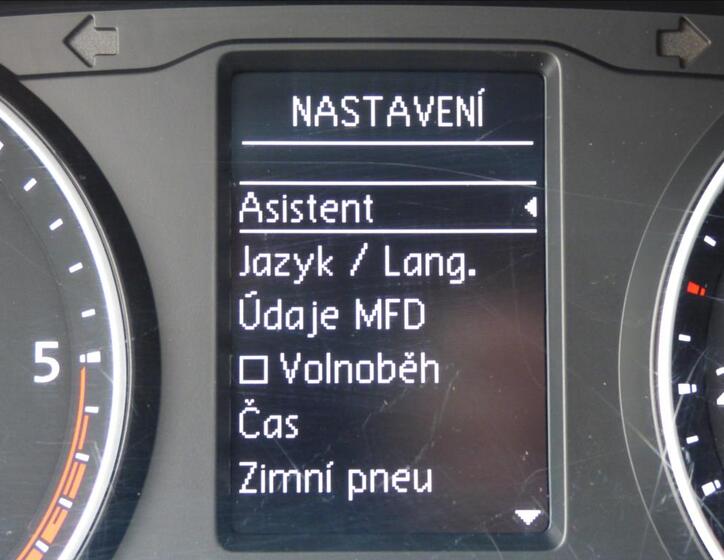 NASTAVENÍ
Asistent
Jazyk / Lang.
Údaje MFD
Volnoběh
Čas
Zimní pneu
5